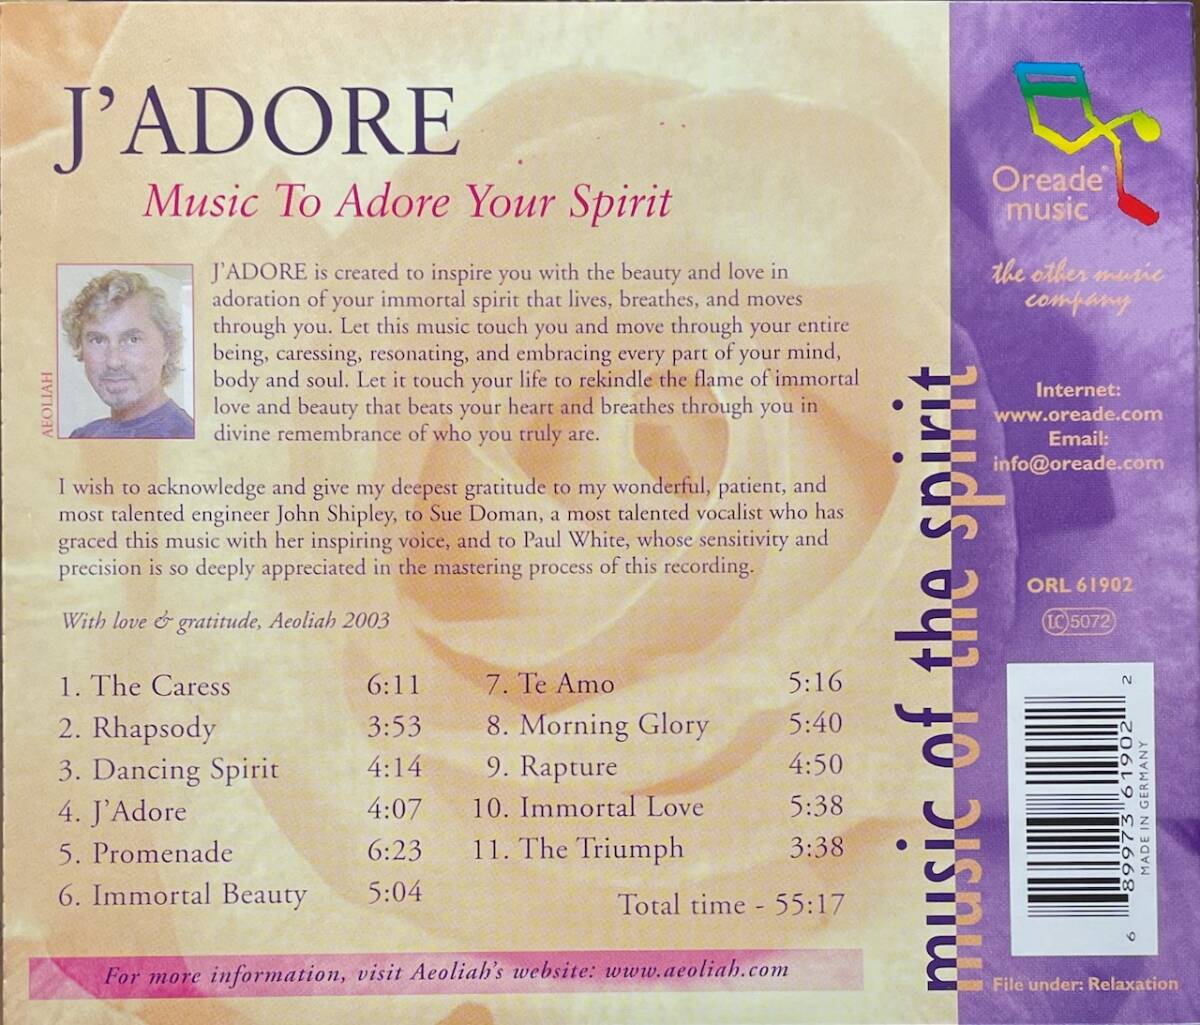 J'ADORE
Music To Adore Your Spirit
AEOLIAH
J'ADORE is created to inspire you with the beauty and love in
adoration of your immortal spirit that lives, breathes, and moves
through you. Let this music touch you and move through your entire
being, caressing, resonating, and embracing every part of your mind,
body and soul. Let it touch your life to rekindle the flame of immortal
love and beauty that beats your heart and breathes through you in
divine remembrance of who you truly are.
I wish to acknowledge and give my deepest gratitude to my wonderful, patient, and
most talented engineer John Shipley, to Sue Doman, a most talented vocalist who has
graced this music with her inspiring voice, and to Paul White, whose sensitivity and
precision is so deeply appreciated in the mastering process of this recording.
With love & gratitude, Aeoliah 2003
1. The Caress 6:11
2. Rhapsody 3:53
3. Dancing Spirit 4:14
4. J'Adore 4:07
5. Promenade 6:23
6. Immortal Beauty 5:04
7. Te Amo 5:16
8. Morning Glory 5:40
9. Rapture 4:50
10. Immortal Love 5:38
11. The Triumph 3:38
Total time - 55:17
For more information, visit Aeoliah's website: www.aeoliah.com
music of the spirit
Oreade®
music
the other music
company
Internet:
www.oreade.com
Email:
info@oreade.com
ORL 61902
LC 5072
6 89973 61902 2
MADE IN GERMANY
File under: Relaxation